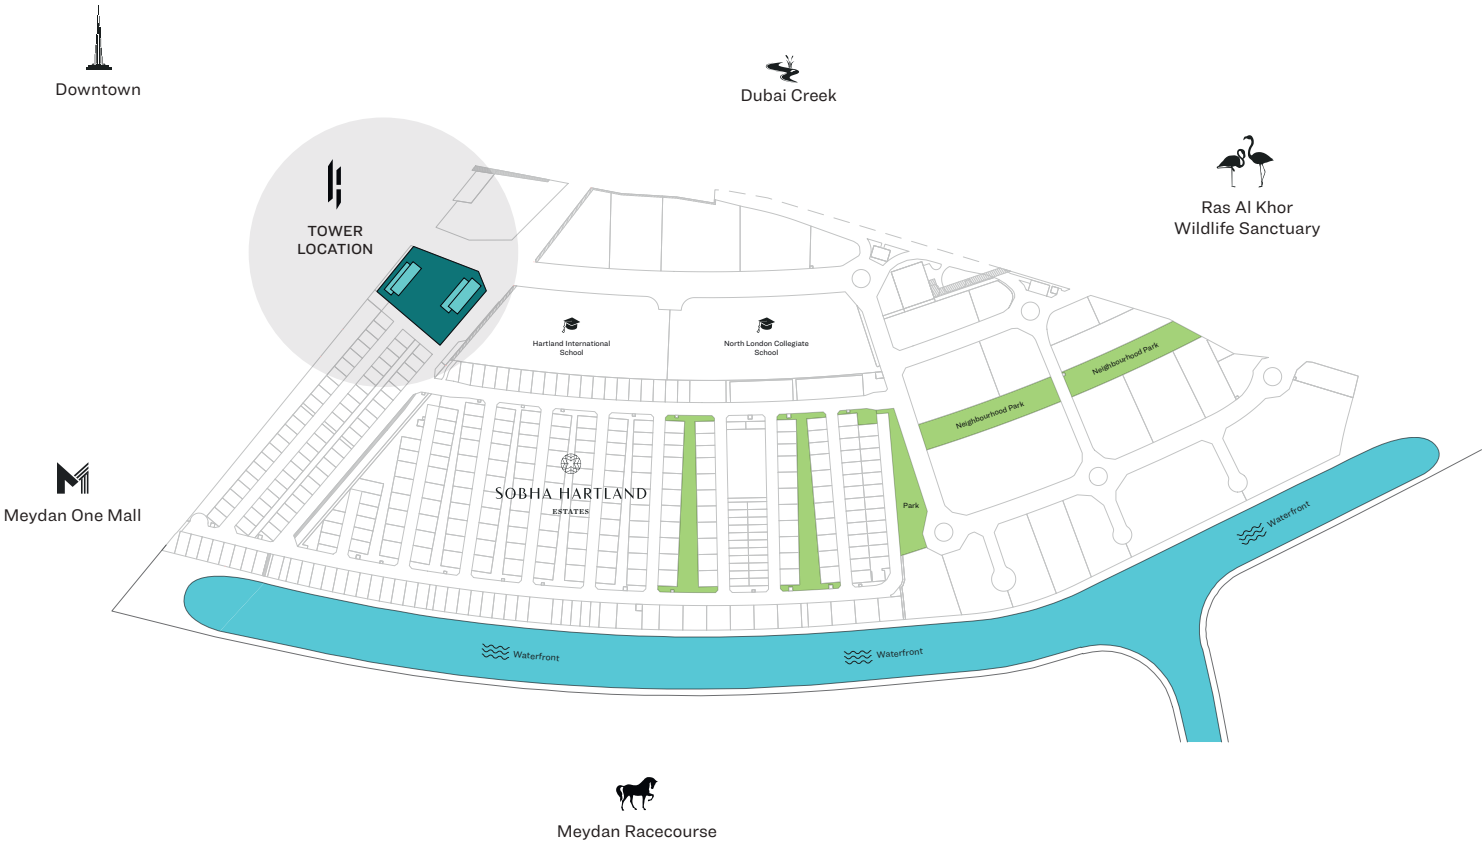 Downtown
Dubai Creek
Ras Al Khor
Wildlife Sanctuary
TOWER
LOCATION
Hartland International
School
North London Collegiate
School
Neighbourhood Park
Neighbourhood Park
SOBHA HARTLAND
ESTATES
Park
Meydan One Mall
Waterfront
Waterfront
Waterfront
Meydan Racecourse